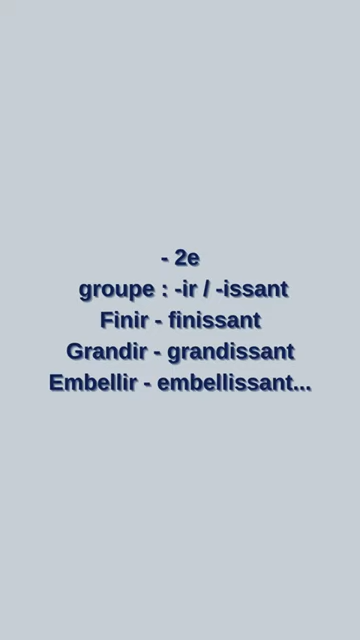 - 2e
groupe : -ir / -issant
Finir - finissant
Grandir - grandissant
Embellir - embellissant...